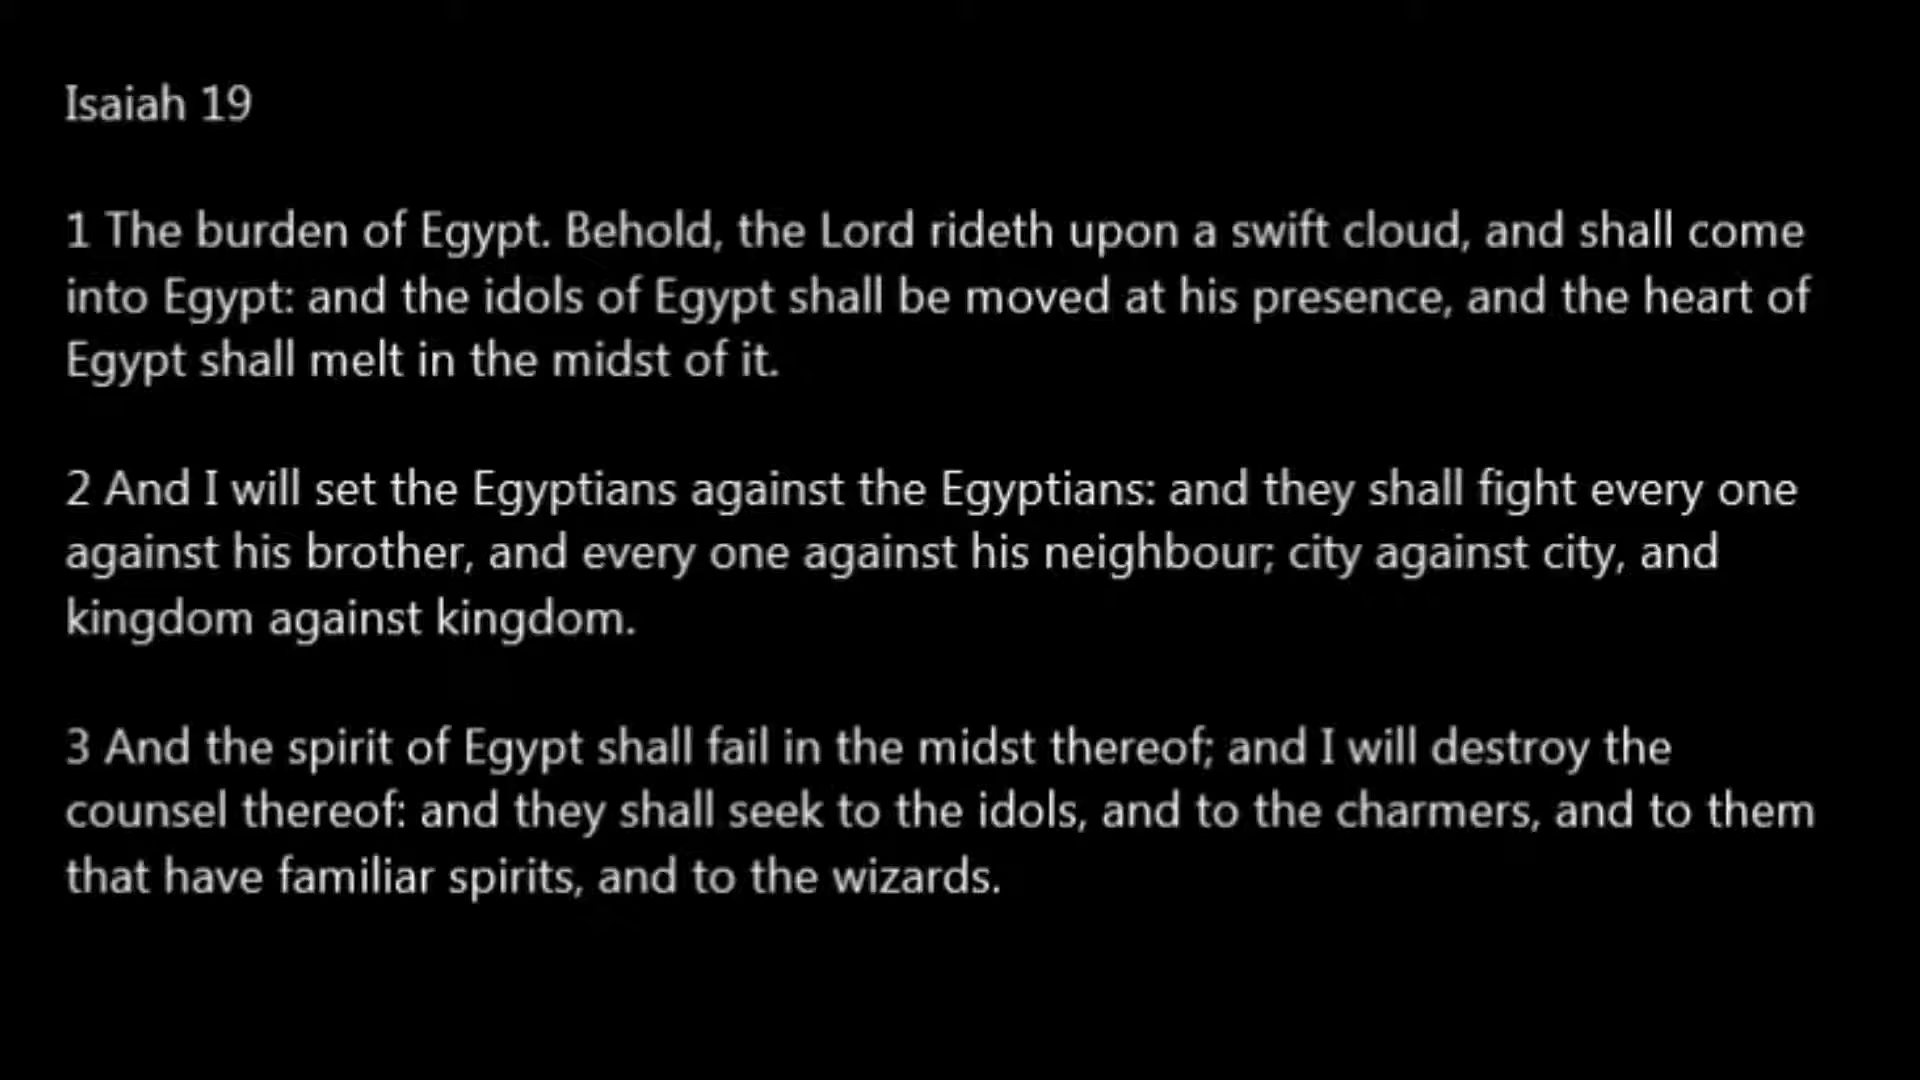 Isaiah 19
1 The burden of Egypt. Behold, the Lord rideth upon a swift cloud, and shall come
into Egypt: and the idols of Egypt shall be moved at his presence, and the heart of
Egypt shall melt in the midst of it.
2 And I will set the Egyptians against the Egyptians: and they shall fight every one
against his brother, and every one against his neighbour; city against city, and
kingdom against kingdom.
3 And the spirit of Egypt shall fail in the midst thereof; and I will destroy the
counsel thereof: and they shall seek to the idols, and to the charmers, and to them
that have familiar spirits, and to the wizards.